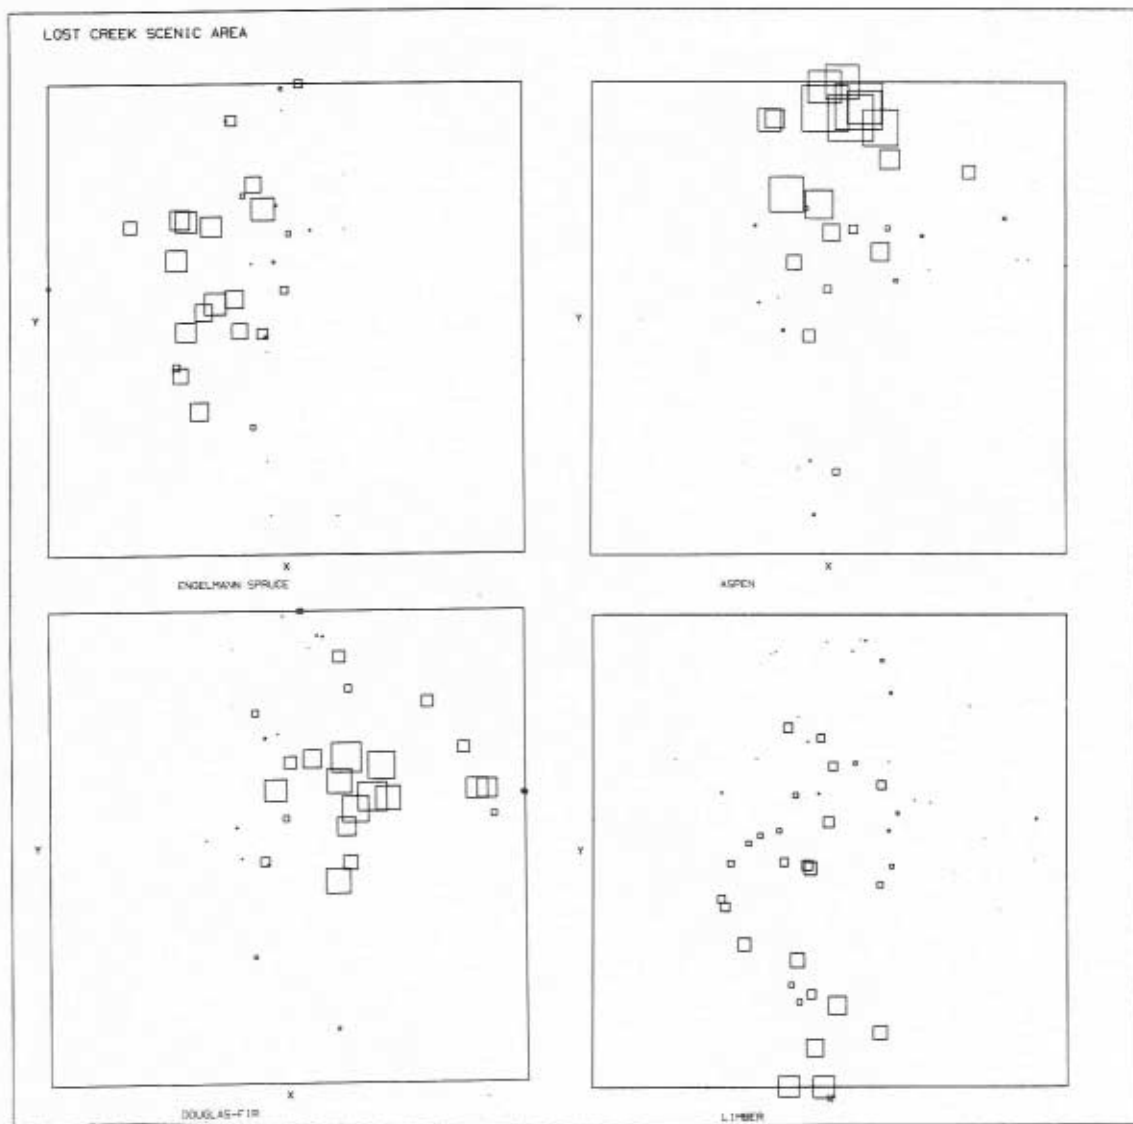 LOST CREEK SCENIC AREA
Y
Y
X
X
ENGELMANN SPRUCE
ASPEN
Y
Y
X
X
DOUGLAS-FIR
LIMBER